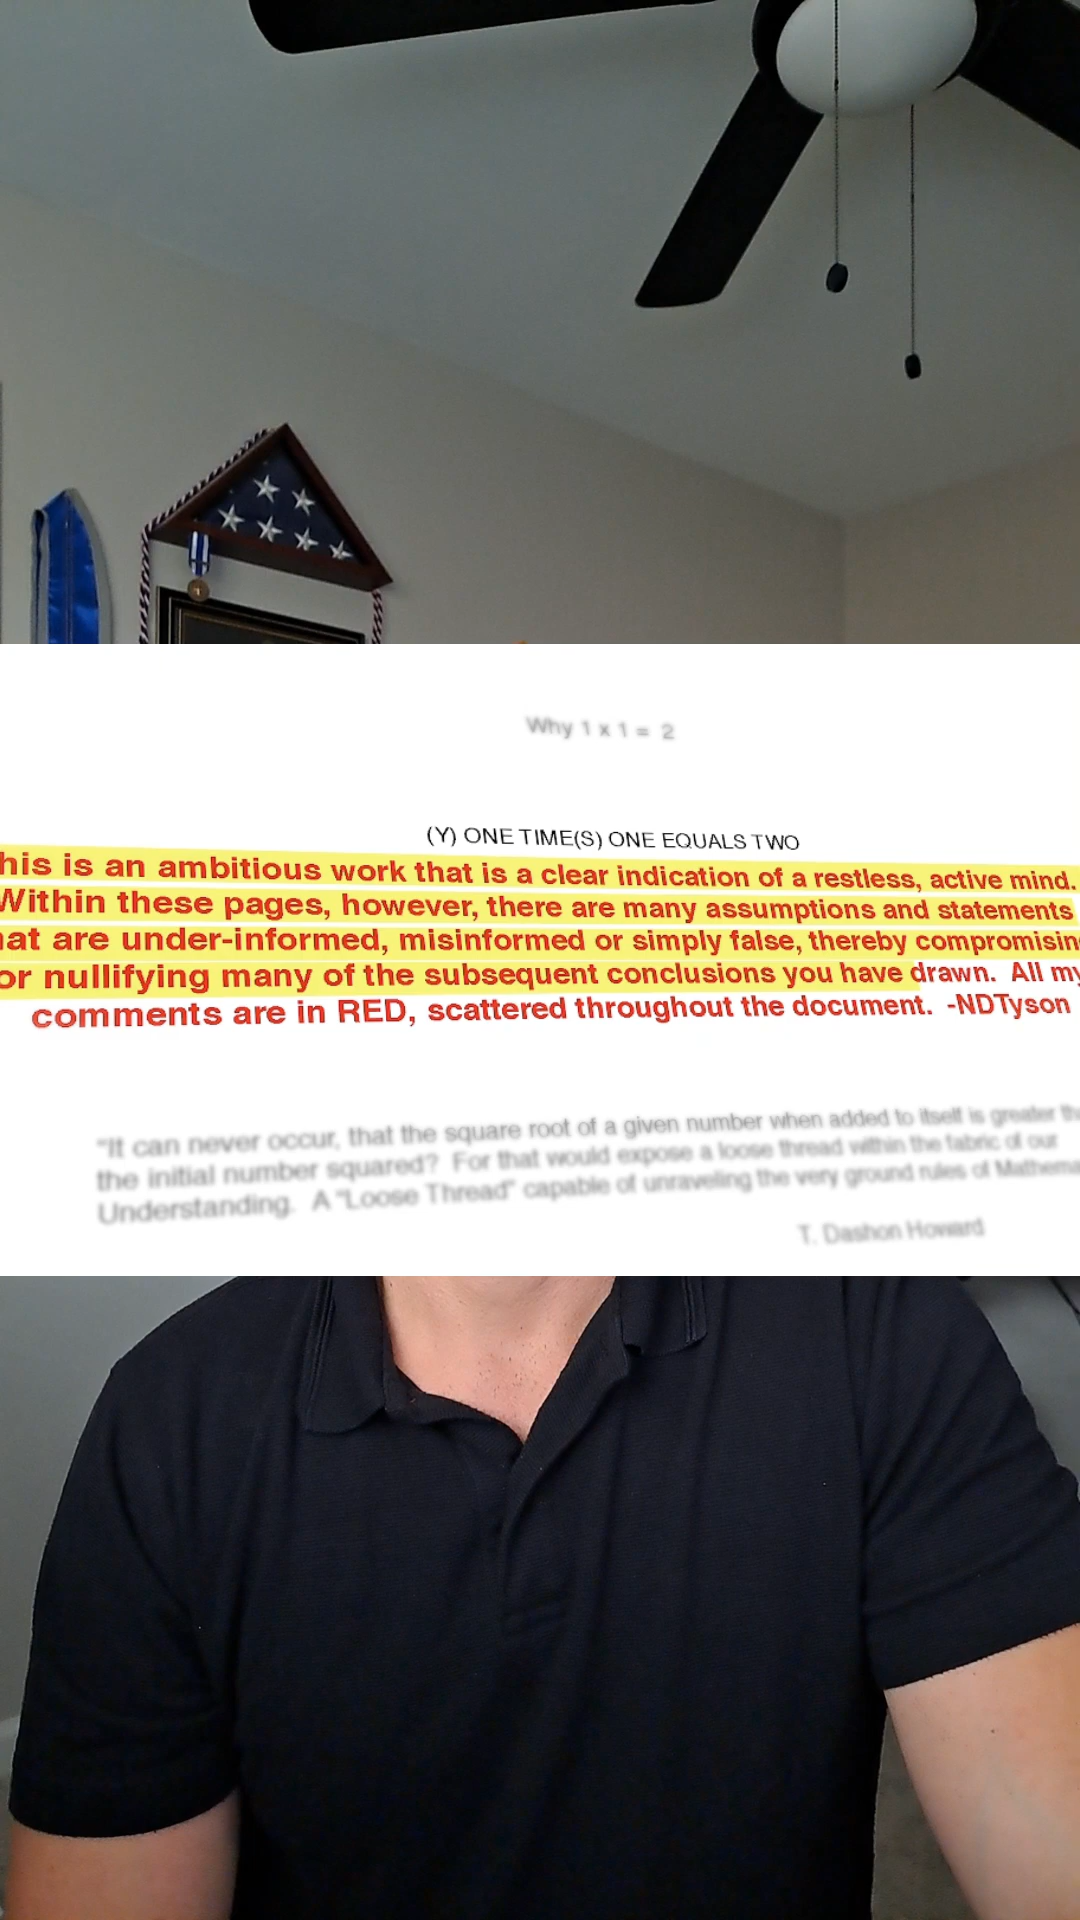 Why 1 x 1 = 2
(Y) ONE TIME(S) ONE EQUALS TWO
his is an ambitious work that is a clear indication of a restless, active mind.
Within these pages, however, there are many assumptions and statements
hat are under-informed, misinformed or simply false, thereby compromising
or nullifying many of the subsequent conclusions you have drawn. All my
comments are in RED, scattered throughout the document. -NDTyson
"It can never occur, that the square root of a given number when added to itself is greater th
the initial number squared? For that would expose a loose thread within the fabric of our
Understanding. A "Loose Thread" capable of unraveling the very ground rules of Mathema
T. Dashon Howard